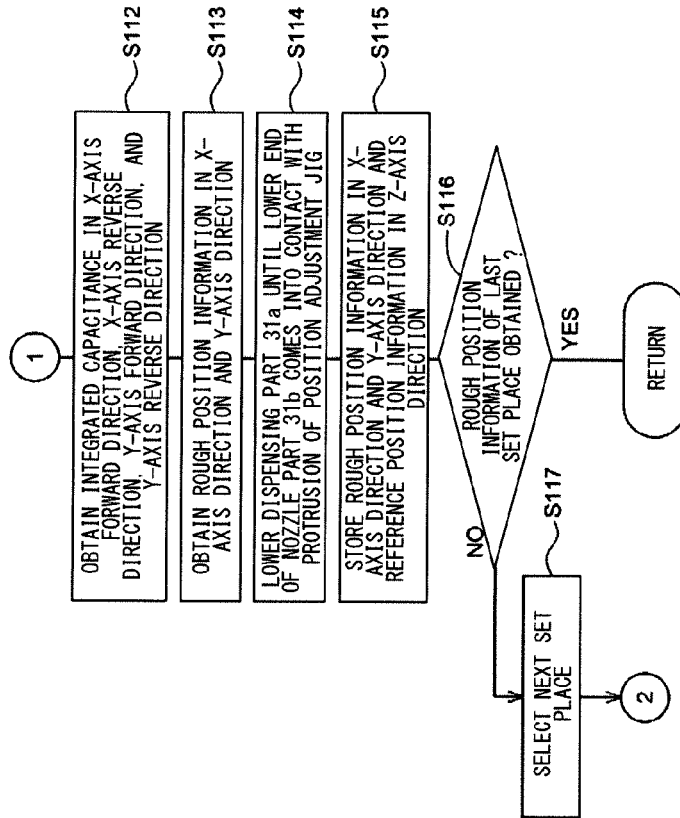 1
OBTAIN INTEGRATED CAPACITANCE IN X-AXIS
FORWARD DIRECTION, X-AXIS REVERSE
DIRECTION, Y-AXIS FORWARD DIRECTION, AND
Y-AXIS REVERSE DIRECTION
S112
OBTAIN ROUGH POSITION INFORMATION IN X-
AXIS DIRECTION AND Y-AXIS DIRECTION
S113
LOWER DISPENSING PART 31a UNTIL LOWER END
OF NOZZLE PART 31b COMES INTO CONTACT WITH
PROTRUSION OF POSITION ADJUSTMENT JIG
S114
STORE ROUGH POSITION INFORMATION IN X-
AXIS DIRECTION AND Y-AXIS DIRECTION AND
REFERENCE POSITION INFORMATION IN Z-AXIS
DIRECTION
S115
ROUGH POSITION
INFORMATION OF LAST
SET PLACE OBTAINED ?
S116
NO
YES
SELECT NEXT SET
PLACE
S117
RETURN
2